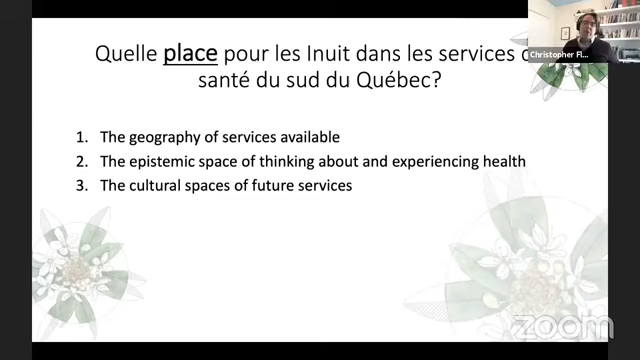 Quelle place pour les Inuit dans les services
santé du sud du Québec?
Christopher Fl...
1. The geography of services available
2. The epistemic space of thinking about and experiencing health
3. The cultural spaces of future services
zoom